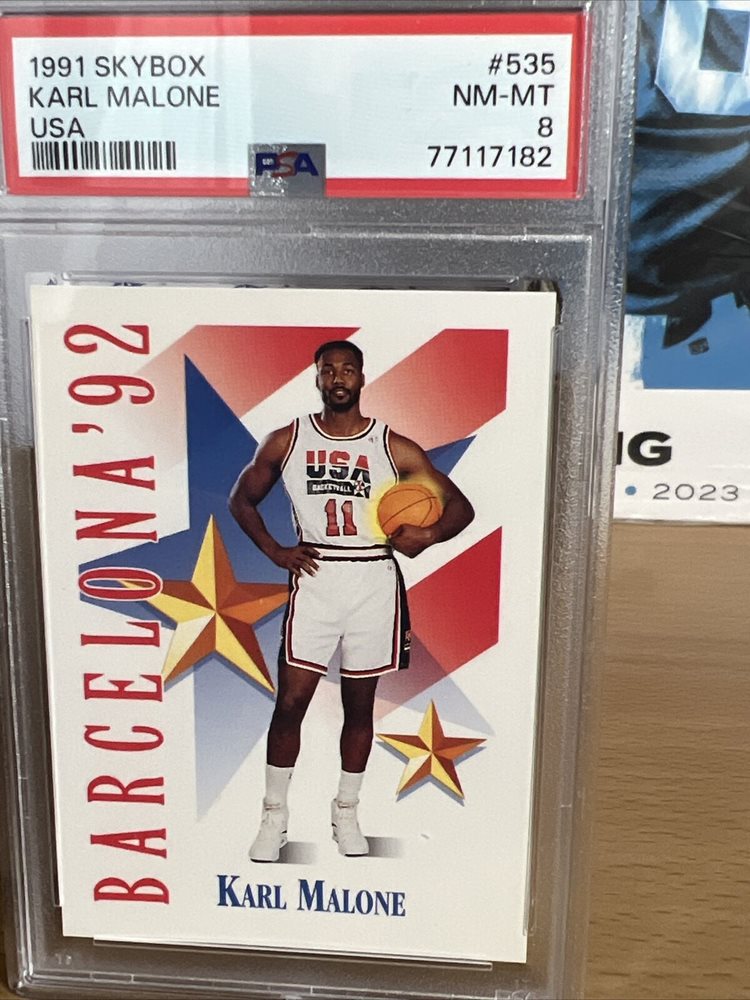 1991 SKYBOX #535
KARL MALONE NM-MT
USA 8
77117182
PSA
BARCELONA'92
USA
BASKETBALL
11
KARL MALONE
2023